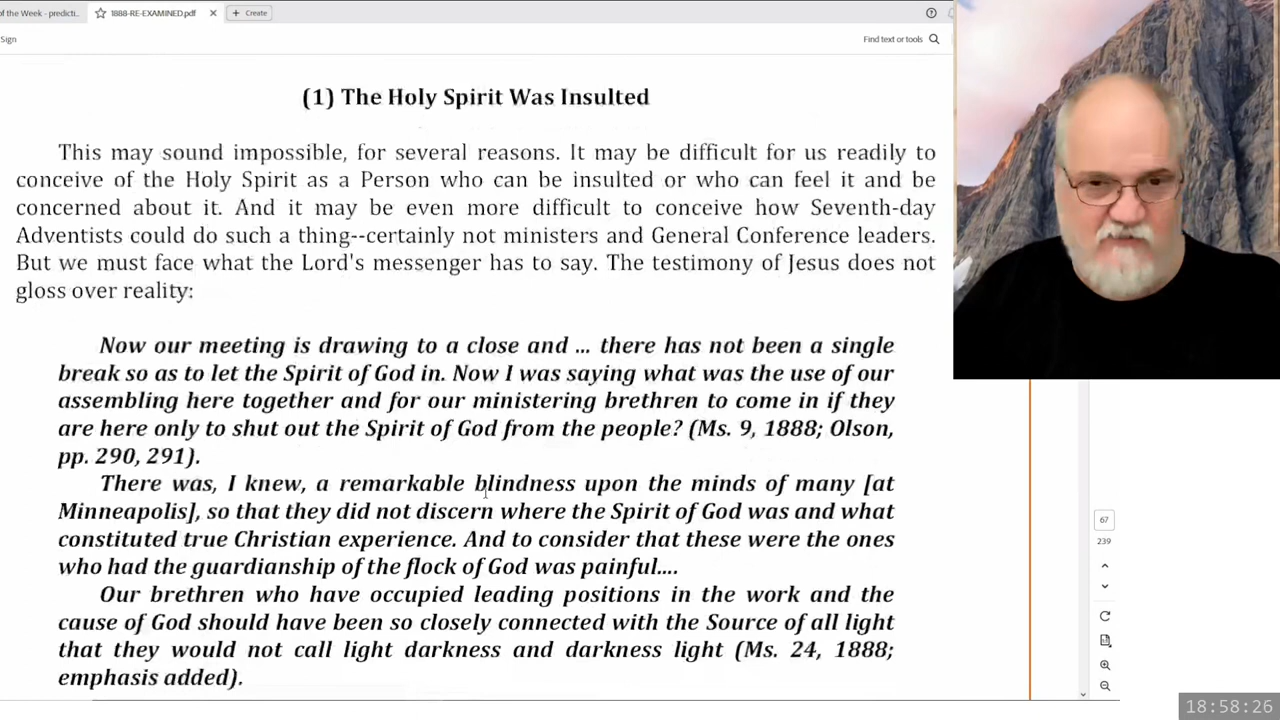 of the Week - predicti...
1888-RE-EXAMINED.pdf
Create
Sign
Find text or tools
(1) The Holy Spirit Was Insulted
This may sound impossible, for several reasons. It may be difficult for us readily to
conceive of the Holy Spirit as a Person who can be insulted or who can feel it and be
concerned about it. And it may be even more difficult to conceive how Seventh-day
Adventists could do such a thing--certainly not ministers and General Conference leaders.
But we must face what the Lord's messenger has to say. The testimony of Jesus does not
gloss over reality:
Now our meeting is drawing to a close and ... there has not been a single
break so as to let the Spirit of God in. Now I was saying what was the use of our
assembling here together and for our ministering brethren to come in if they
are here only to shut out the Spirit of God from the people? (Ms. 9, 1888; Olson,
pp. 290, 291).
There was, I knew, a remarkable blindness upon the minds of many [at
Minneapolis], so that they did not discern where the Spirit of God was and what
constituted true Christian experience. And to consider that these were the ones
who had the guardianship of the flock of God was painful....
Our brethren who have occupied leading positions in the work and the
cause of God should have been so closely connected with the Source of all light
that they would not call light darkness and darkness light (Ms. 24, 1888;
emphasis added).
67
239
18:58:26